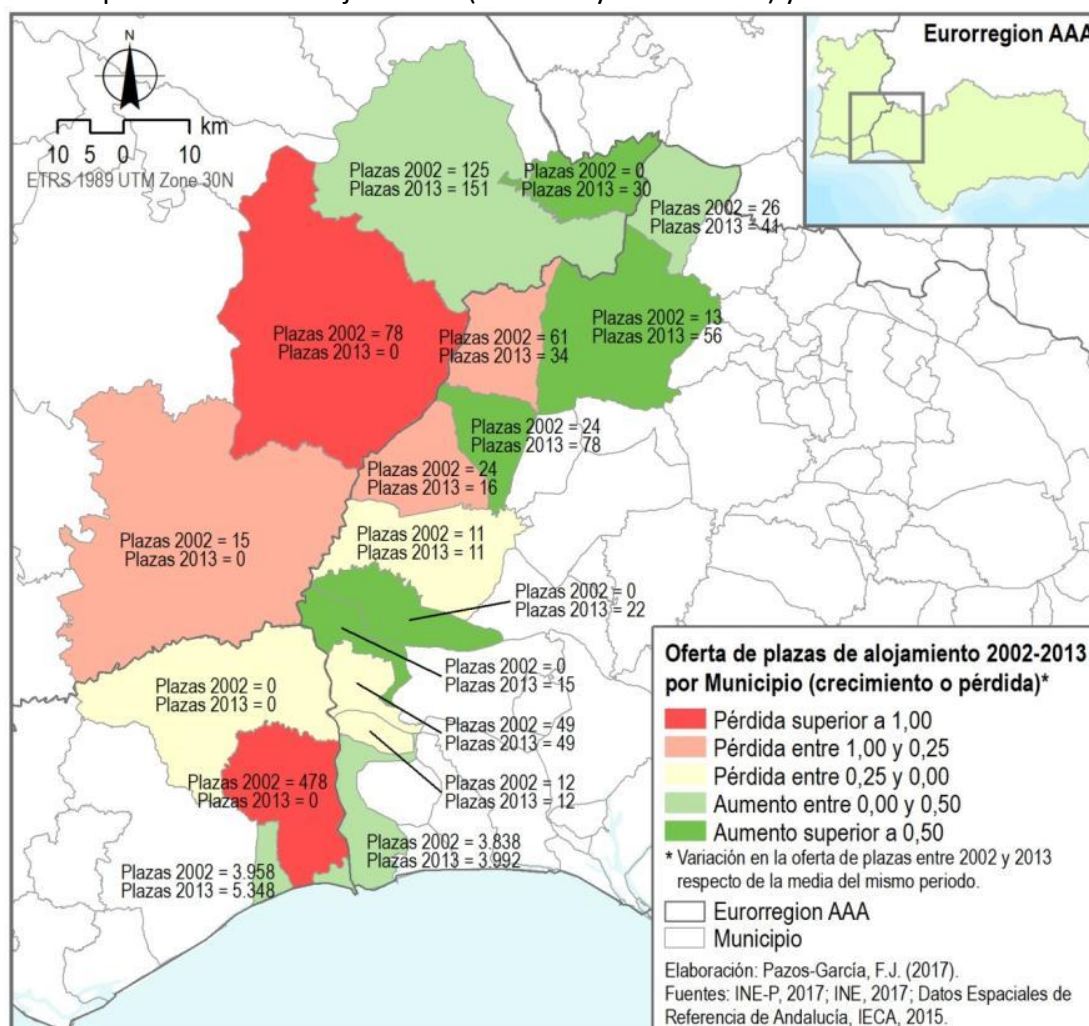 Eurorregion AAA
N
km
10 5 0 10
ETRS 1989 UTM Zone 30N
Plazas 2002 = 125
Plazas 2013 = 151
Plazas 2002 = 0
Plazas 2013 = 30
Plazas 2002 = 26
Plazas 2013 = 41
Plazas 2002 = 78
Plazas 2013 = 0
Plazas 2002 = 61
Plazas 2013 = 34
Plazas 2002 = 13
Plazas 2013 = 56
Plazas 2002 = 24
Plazas 2013 = 78
Plazas 2002 = 24
Plazas 2013 = 16
Plazas 2002 = 15
Plazas 2013 = 0
Plazas 2002 = 11
Plazas 2013 = 11
Plazas 2002 = 0
Plazas 2013 = 22
Plazas 2002 = 0
Plazas 2013 = 15
Plazas 2002 = 0
Plazas 2013 = 0
Plazas 2002 = 49
Plazas 2013 = 49
Plazas 2002 = 478
Plazas 2013 = 0
Plazas 2002 = 12
Plazas 2013 = 12
Plazas 2002 = 3.838
Plazas 2013 = 3.992
Plazas 2002 = 3.958
Plazas 2013 = 5.348
Oferta de plazas de alojamiento 2002-2013
por Municipio (crecimiento o pérdida)*
Pérdida superior a 1,00
Pérdida entre 1,00 y 0,25
Pérdida entre 0,25 y 0,00
Aumento entre 0,00 y 0,50
Aumento superior a 0,50
* Variación en la oferta de plazas entre 2002 y 2013
respecto de la media del mismo periodo.
Eurorregion AAA
Municipio
Elaboración: Pazos-García, F.J. (2017).
Fuentes: INE-P, 2017; INE, 2017; Datos Espaciales de
Referencia de Andalucía, IECA, 2015.